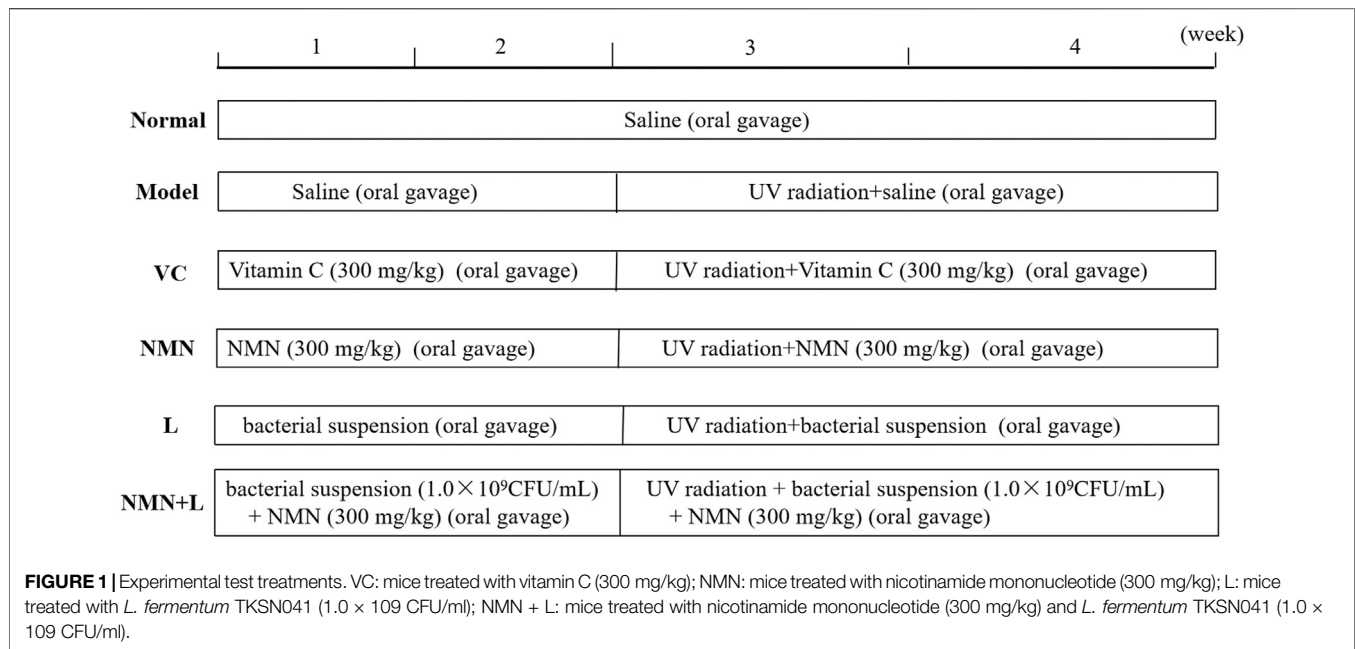 (week)
1 2 3 4
Normal Saline (oral gavage)
Model Saline (oral gavage) UV radiation+saline (oral gavage)
VC Vitamin C (300 mg/kg) (oral gavage) UV radiation+Vitamin C (300 mg/kg) (oral gavage)
NMN NMN (300 mg/kg) (oral gavage) UV radiation+NMN (300 mg/kg) (oral gavage)
L bacterial suspension (oral gavage) UV radiation+bacterial suspension (oral gavage)
NMN+L
bacterial suspension (1.0×10⁹CFU/mL)
+ NMN (300 mg/kg) (oral gavage)
UV radiation + bacterial suspension (1.0×10⁹CFU/mL)
+ NMN (300 mg/kg) (oral gavage)
FIGURE 1 | Experimental test treatments. VC: mice treated with vitamin C (300 mg/kg); NMN: mice treated with nicotinamide mononucleotide (300 mg/kg); L: mice
treated with L. fermentum TKSN041 (1.0 × 109 CFU/ml); NMN + L: mice treated with nicotinamide mononucleotide (300 mg/kg) and L. fermentum TKSN041 (1.0 ×
109 CFU/ml).